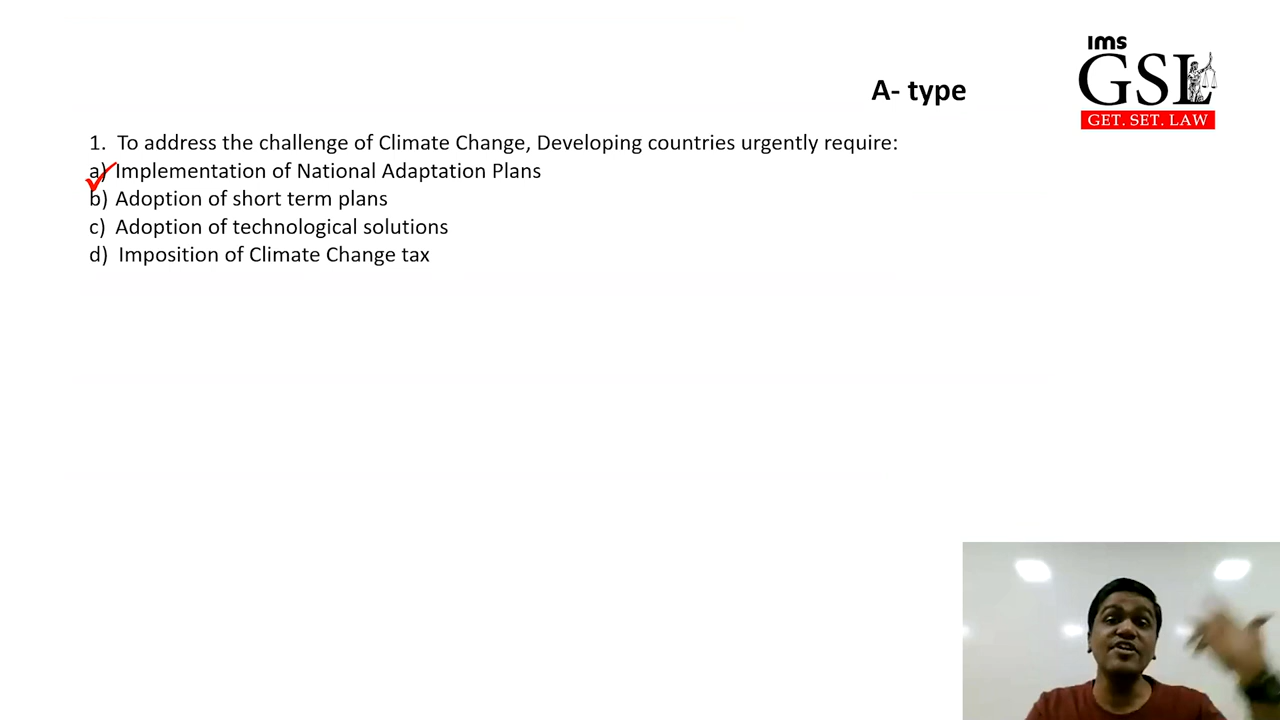 ims
GSL
GET. SET. LAW
A- type
1. To address the challenge of Climate Change, Developing countries urgently require:
a) Implementation of National Adaptation Plans
b) Adoption of short term plans
c) Adoption of technological solutions
d) Imposition of Climate Change tax